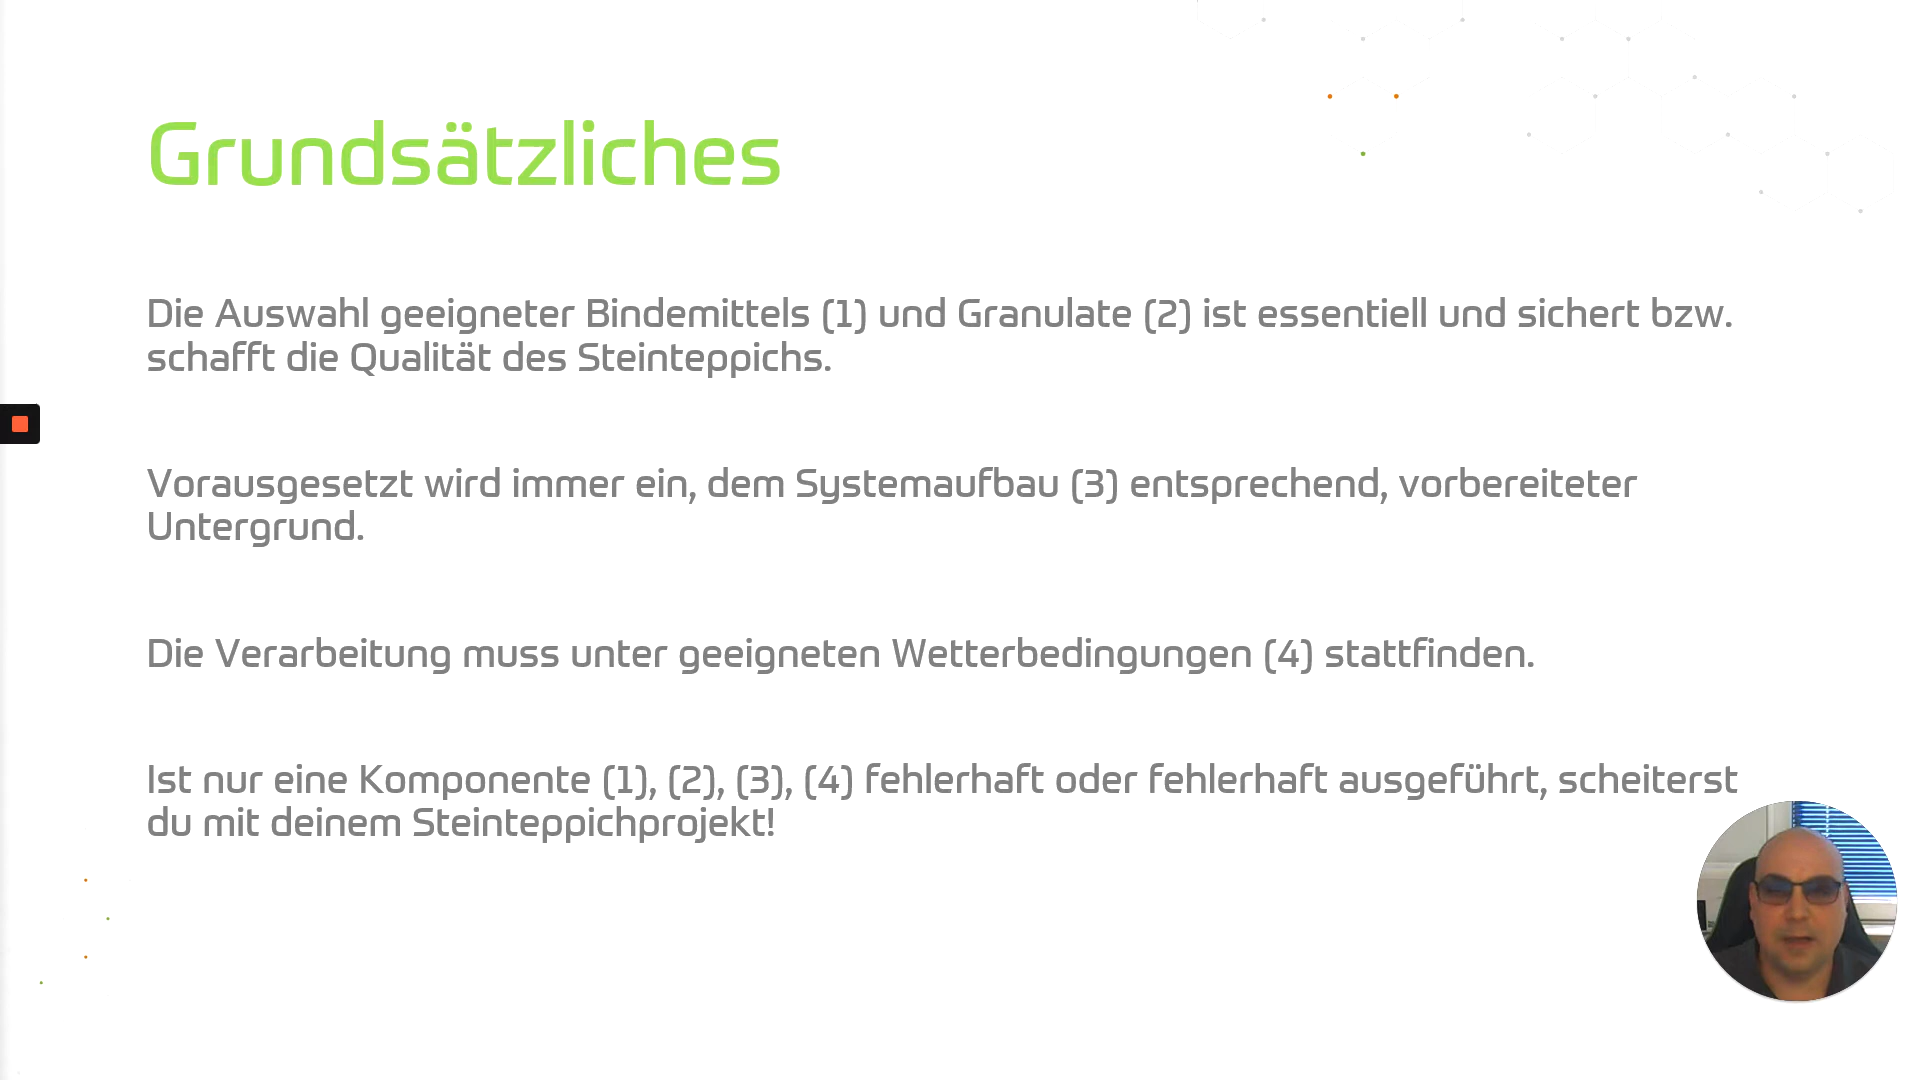 Grundsätzliches
Die Auswahl geeigneter Bindemittels (1) und Granulate (2) ist essentiell und sichert bzw.
schafft die Qualität des Steinteppichs.
Vorausgesetzt wird immer ein, dem Systemaufbau (3) entsprechend, vorbereiteter
Untergrund.
Die Verarbeitung muss unter geeigneten Wetterbedingungen (4) stattfinden.
Ist nur eine Komponente (1), (2), (3), (4) fehlerhaft oder fehlerhaft ausgeführt, scheiterst
du mit deinem Steinteppichprojekt!